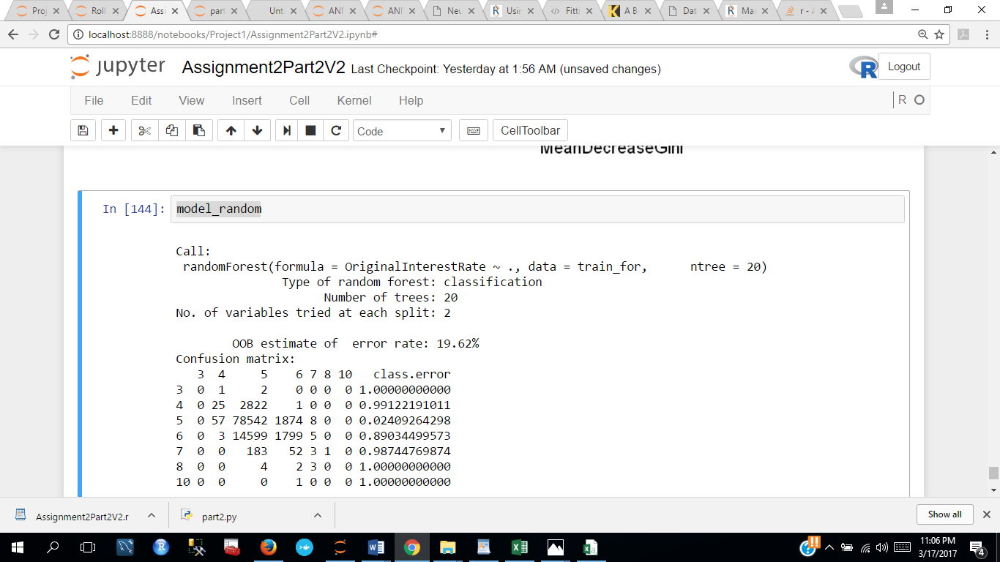 Proj
Roll
Assi
part
Unt
ANI
ANI
Neu
Usin
Fitti
A B
Dat
Ma
r - A
localhost:8888/notebooks/Project1/Assignment2Part2V2.ipynb#
jupyter Assignment2Part2V2 Last Checkpoint: Yesterday at 1:56 AM (unsaved changes)
R Logout
File Edit View Insert Cell Kernel Help R
Code CellToolbar
MeanDecreaseGini
In [144]: model_random
Call:
randomForest(formula = OriginalInterestRate ~ ., data = train_for, ntree = 20)
Type of random forest: classification
Number of trees: 20
No. of variables tried at each split: 2
OOB estimate of error rate: 19.62%
Confusion matrix:
3 4 5 6 7 8 10 class.error
3 0 1 2 0 0 0 0 1.00000000000
4 0 25 2822 1 0 0 0 0.99122191011
5 0 57 78542 1874 8 0 0 0.02409264298
6 0 3 14599 1799 5 0 0 0.89034499573
7 0 0 183 52 3 1 0 0.98744769874
8 0 0 4 2 3 0 0 1.00000000000
10 0 0 0 1 0 0 0 1.00000000000
Assignment2Part2V2.r
part2.py
Show all
11:06 PM
3/17/2017
4